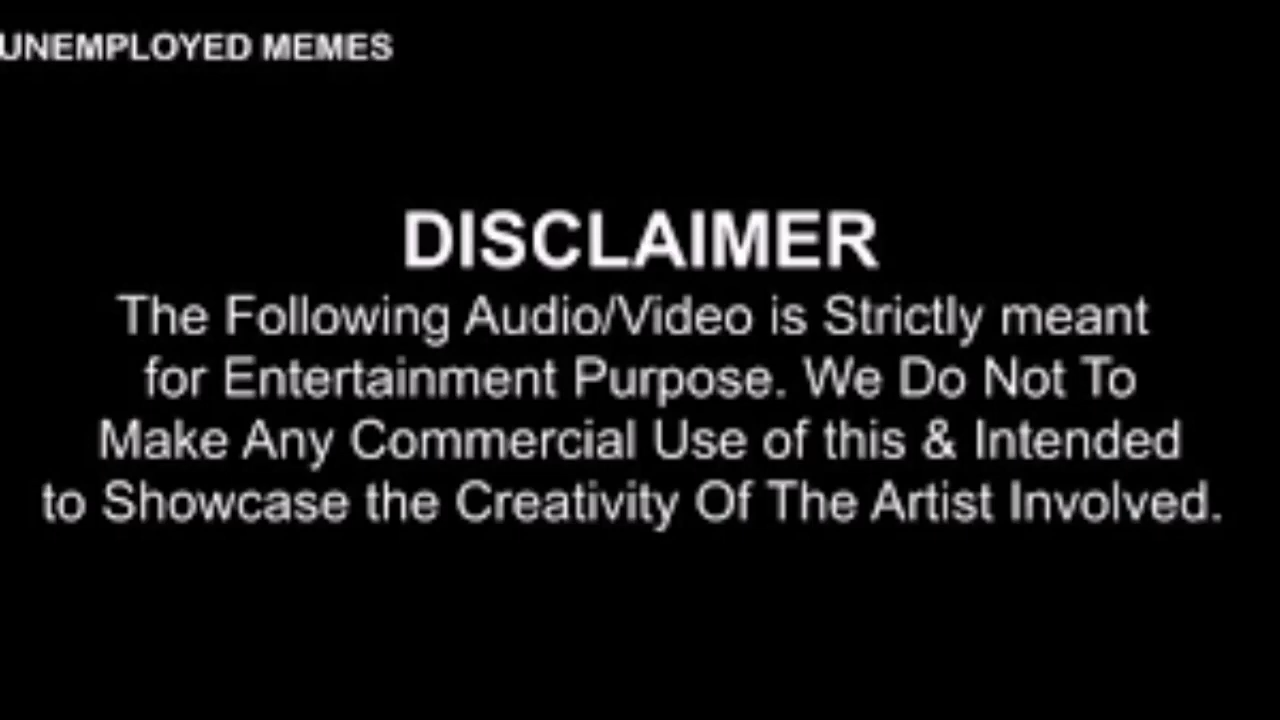 UNEMPLOYED MEMES
DISCLAIMER
The Following Audio/Video is Strictly meant
for Entertainment Purpose. We Do Not To
Make Any Commercial Use of this & Intended
to Showcase the Creativity Of The Artist Involved.